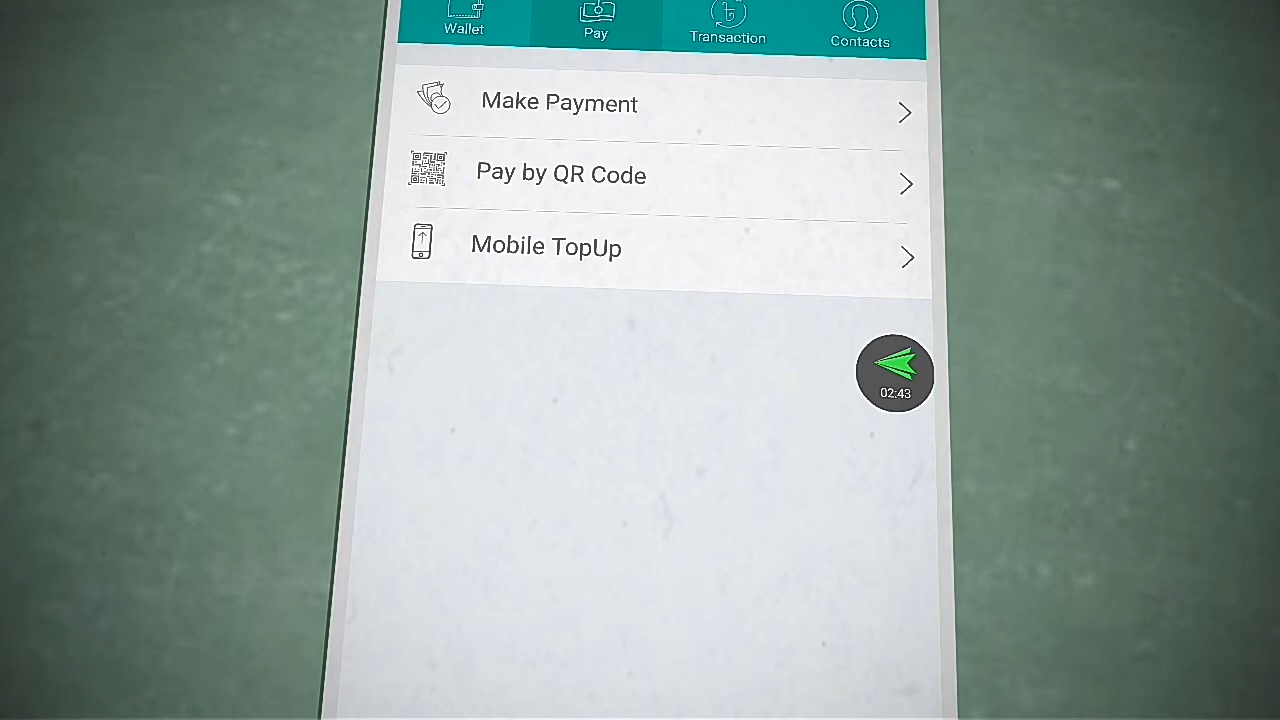 Wallet
Pay
Transaction
Contacts
Make Payment
Pay by QR Code
Mobile TopUp
02:43